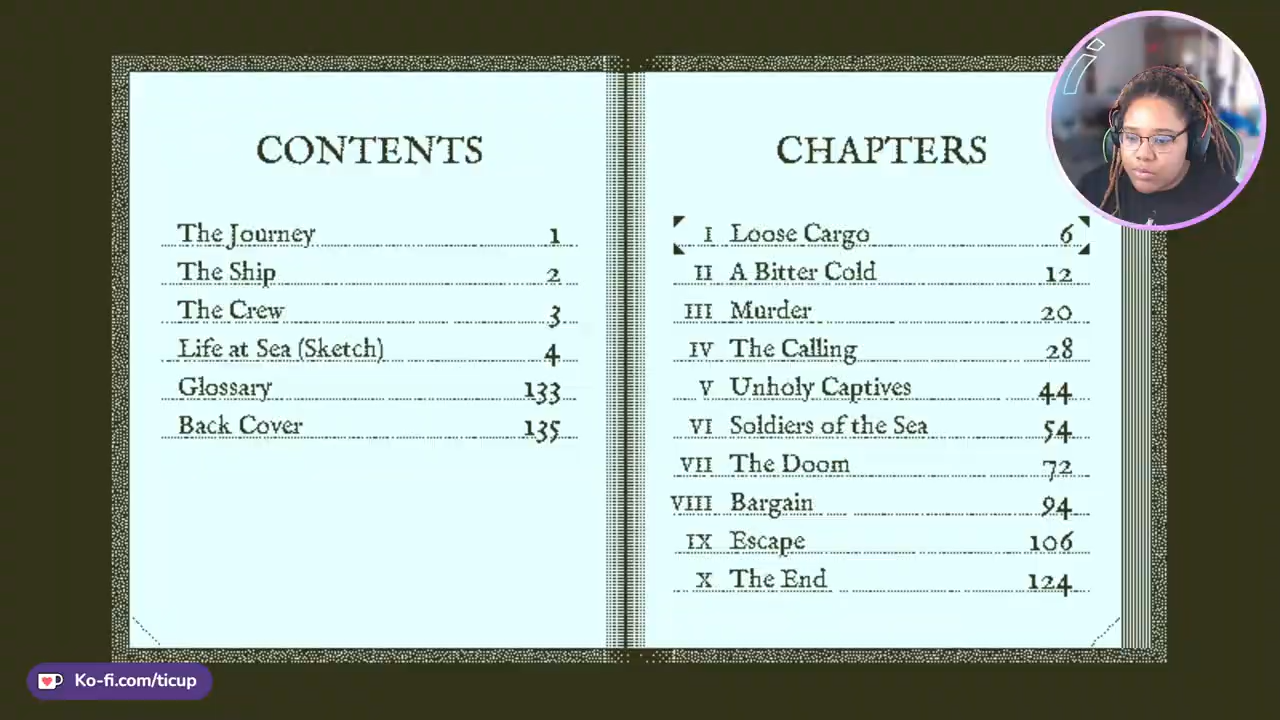 CONTENTS
The Journey 1
The Ship 2
The Crew 3
Life at Sea (Sketch) 4
Glossary 133
Back Cover 135
CHAPTERS
I Loose Cargo 6
II A Bitter Cold 12
III Murder 20
IV The Calling 28
V Unholy Captives 44
VI Soldiers of the Sea 54
VII The Doom 72
VIII Bargain 94
IX Escape 106
X The End 124
Ko-fi.com/ticup